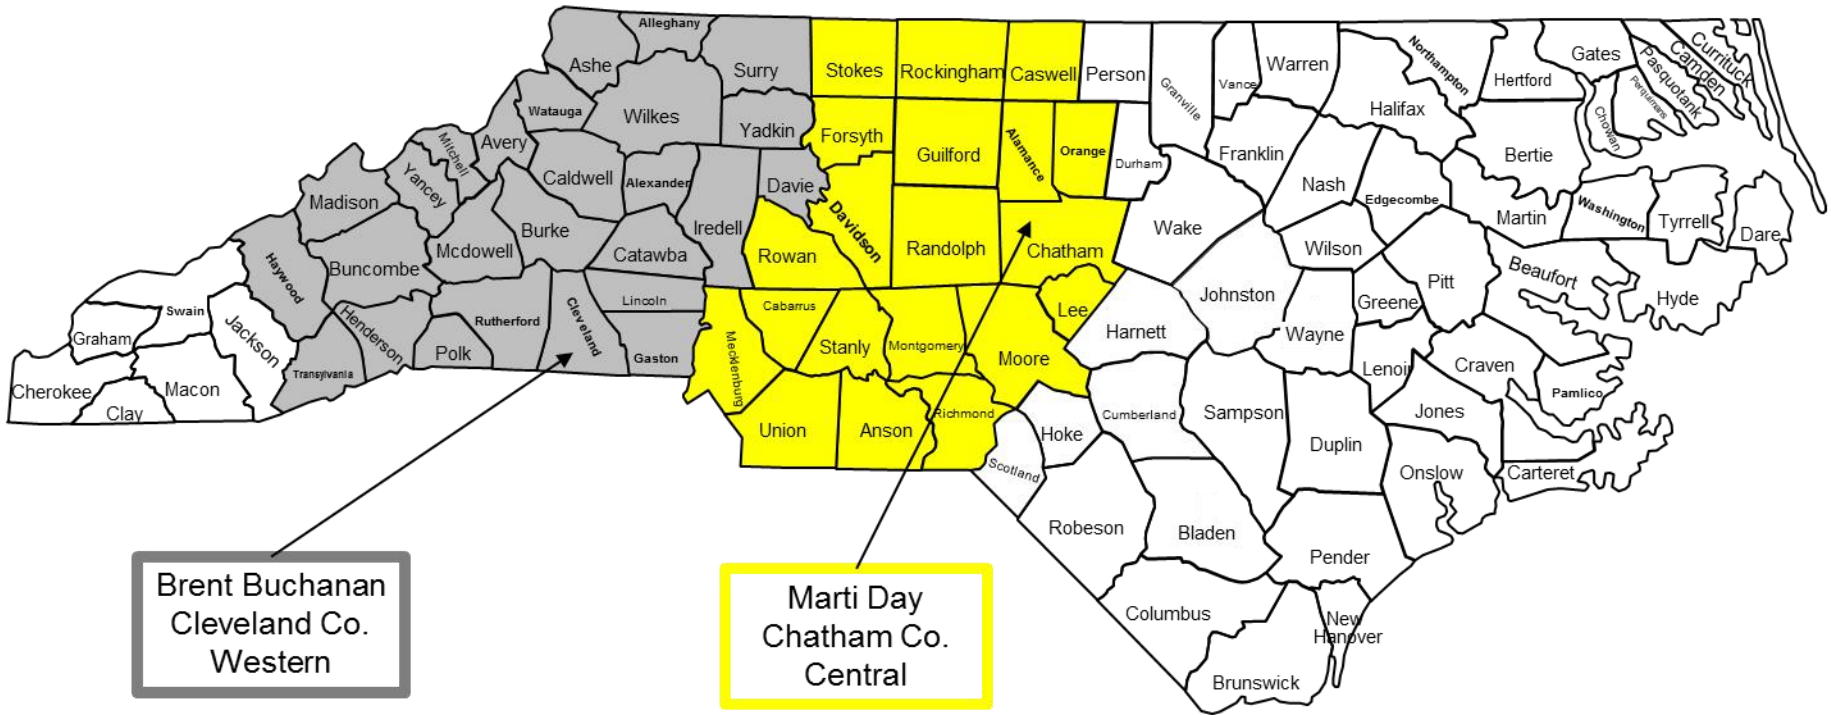 Alleghany
Ashe
Surry
Stokes
Rockingham
Caswell
Person
Granville
Vance
Warren
Northampton
Hertford
Gates
Pasquotank
Camden
Currituck
Perquimans
Chowan
Watauga
Wilkes
Yadkin
Forsyth
Guilford
Alamance
Orange
Durham
Franklin
Halifax
Bertie
Mitchell
Avery
Caldwell
Alexander
Davie
Nash
Edgecombe
Martin
Washington
Tyrrell
Dare
Madison
Yancey
Burke
Iredell
Davidson
Randolph
Chatham
Wake
Wilson
Haywood
Buncombe
Mcdowell
Catawba
Rowan
Johnston
Greene
Pitt
Beaufort
Hyde
Swain
Graham
Jackson
Henderson
Rutherford
Cleveland
Lincoln
Cabarrus
Stanly
Montgomery
Lee
Harnett
Wayne
Moore
Lenoir
Craven
Pamlico
Cherokee
Clay
Macon
Transylvania
Polk
Gaston
Mecklenburg
Union
Anson
Richmond
Scotland
Hoke
Cumberland
Sampson
Duplin
Jones
Onslow
Carteret
Robeson
Bladen
Pender
Columbus
New
Hanover
Brunswick
Brent Buchanan
Cleveland Co.
Western
Marti Day
Chatham Co.
Central